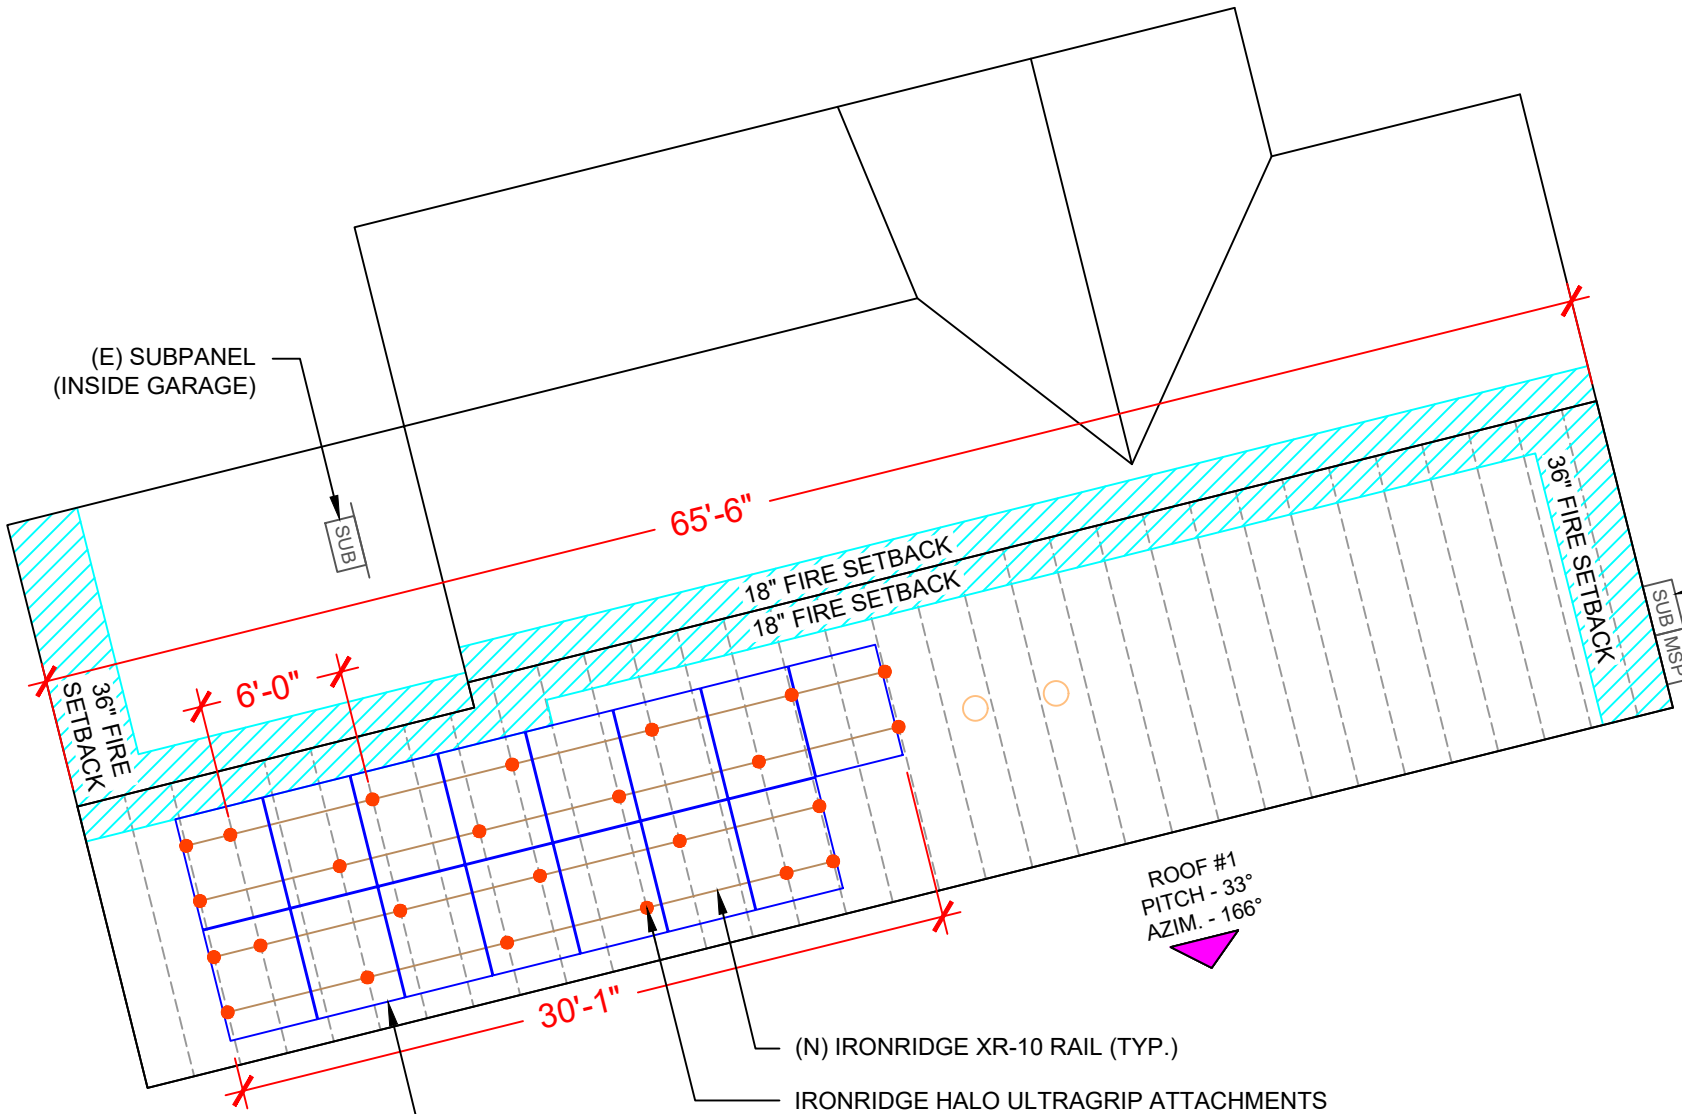 (E) SUBPANEL
(INSIDE GARAGE)
SUB
65'-6"
18" FIRE SETBACK
18" FIRE SETBACK
36" FIRE SETBACK
SUB
MSP
6'-0"
36" FIRE
SETBACK
ROOF #1
PITCH - 33°
AZIM. - 166°
30'-1"
(N) IRONRIDGE XR-10 RAIL (TYP.)
IRONRIDGE HALO ULTRAGRIP ATTACHMENTS